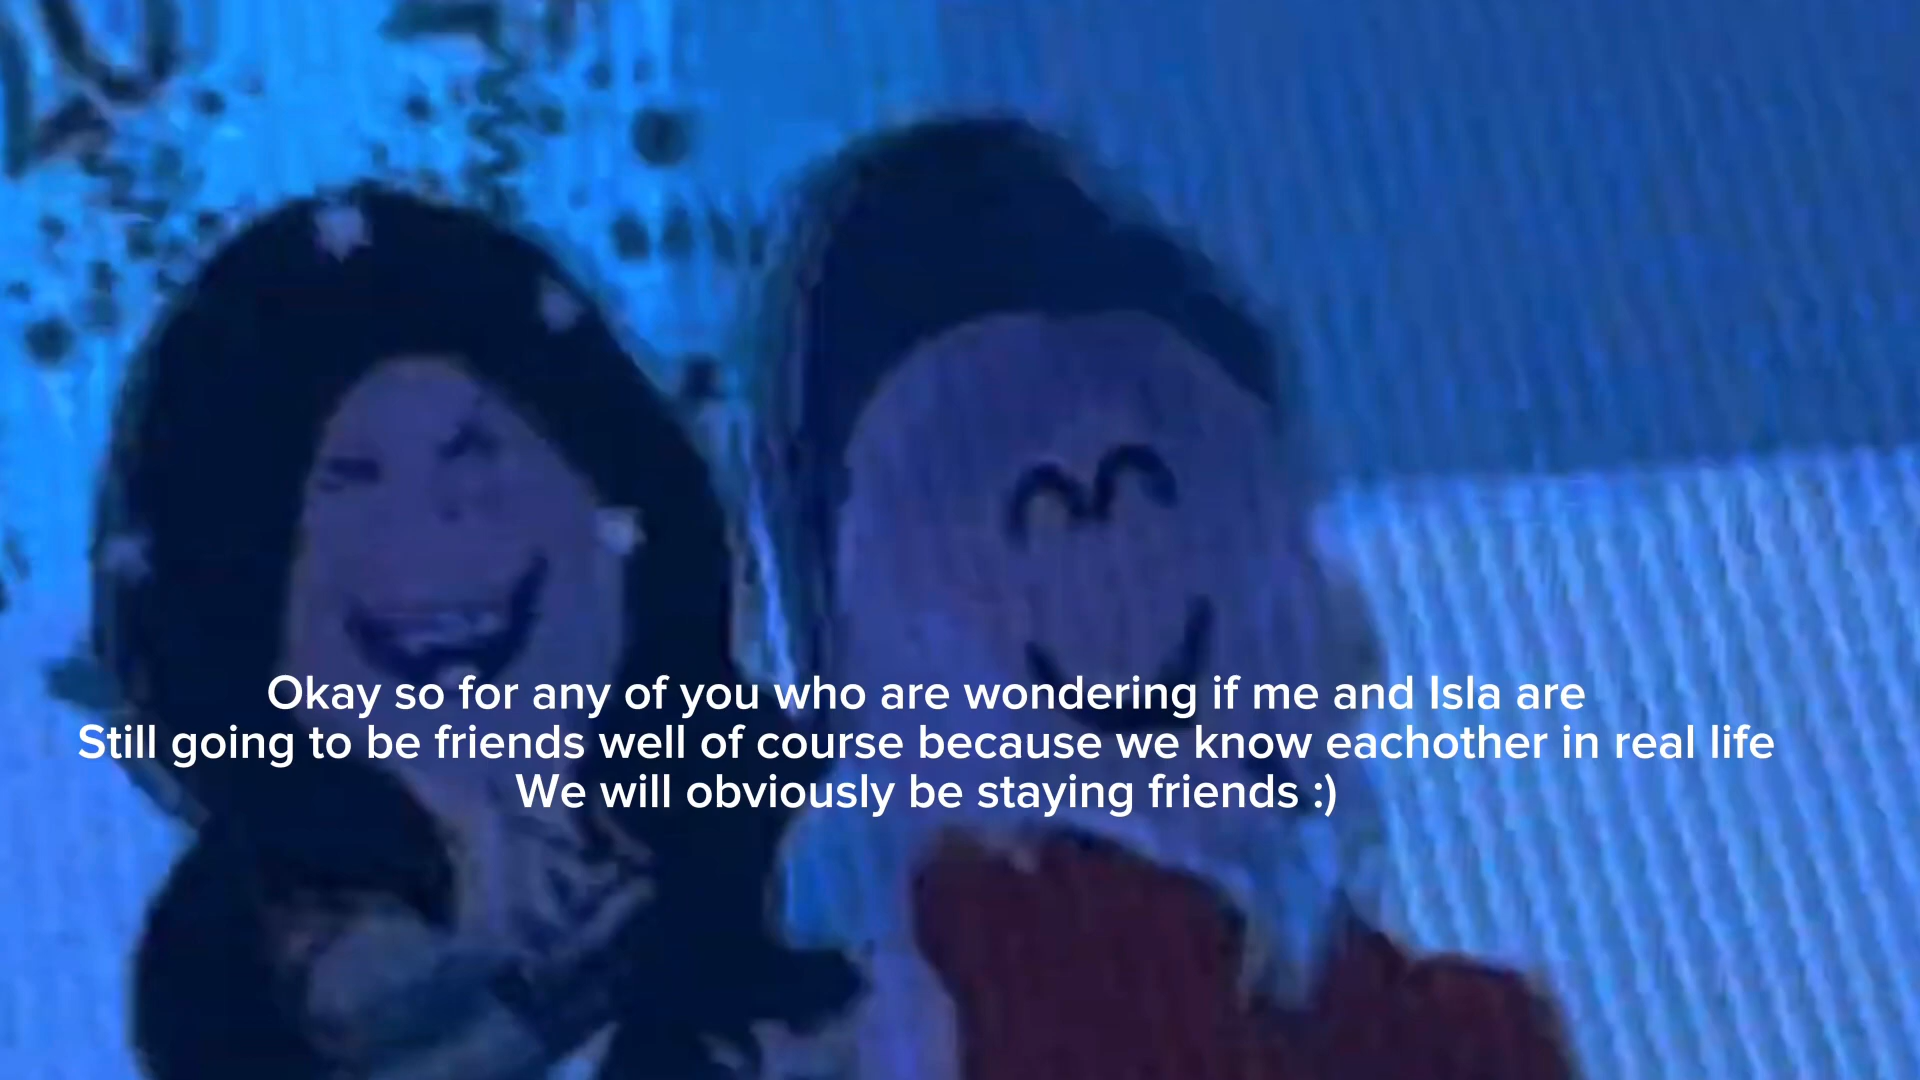 Okay so for any of you who are wondering if me and Isla are
Still going to be friends well of course because we know eachother in real life
We will obviously be staying friends :)